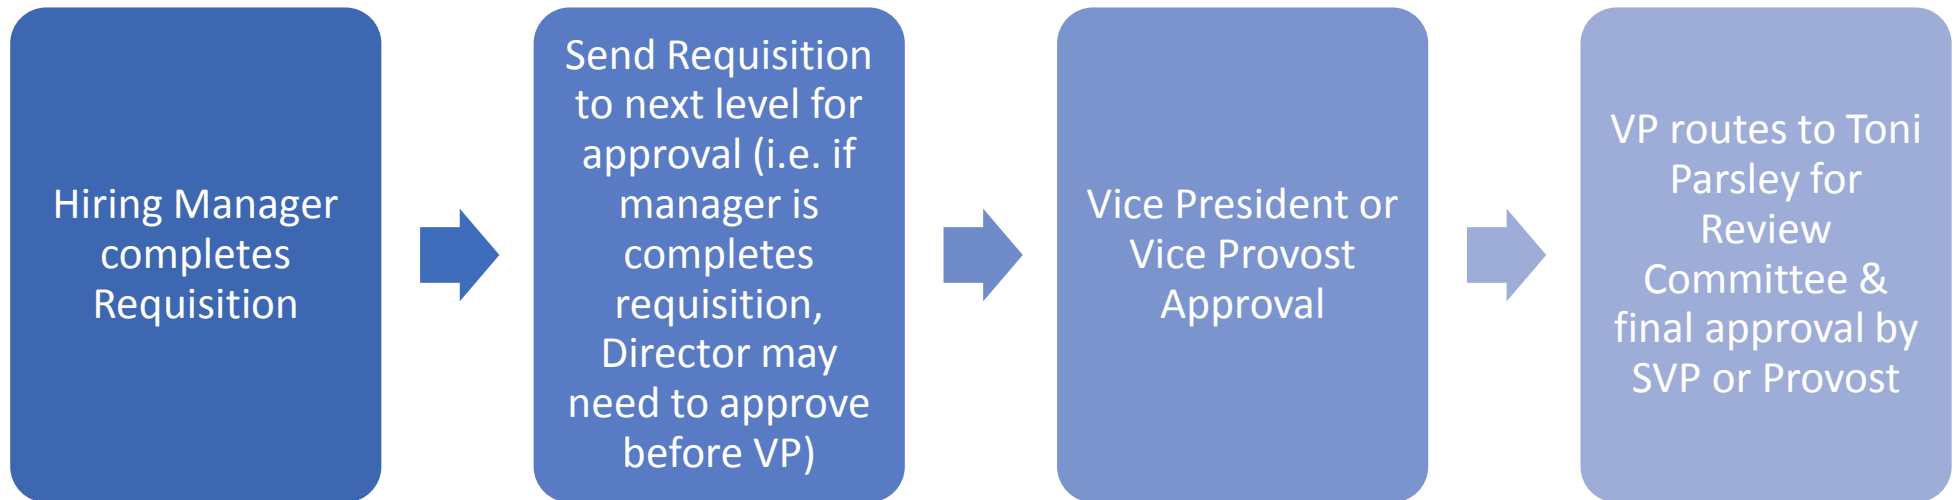 Hiring Manager
completes
Requisition
Send Requisition
to next level for
approval (i.e. if
manager is
completes
requisition,
Director may
need to approve
before VP)
Vice President or
Vice Provost
Approval
VP routes to Toni
Parsley for
Review
Committee &
final approval by
SVP or Provost